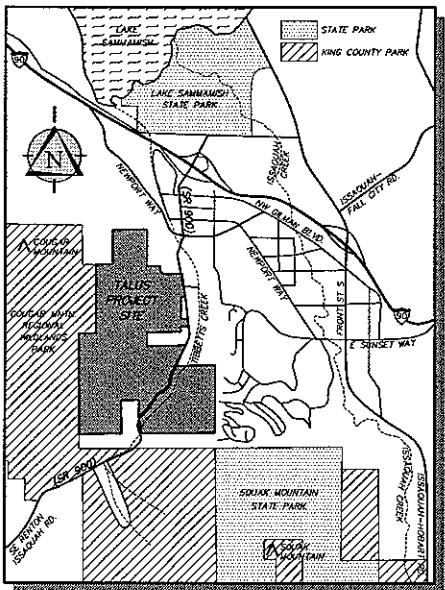 LAKE
SAMMAMISH
STATE PARK
KING COUNTY PARK
90
LAKE SAMMAMISH
STATE PARK
N
NEWPORT WAY
(SR 900)
ISSAQUAH
CREEK
ISSAQUAH-
FALL CITY RD.
NW GILMAN BLVD.
COUGAR
MOUNTAIN
TALUS
PROJECT
SITE
NEWPORT WAY
COUGAR MNTN.
REGIONAL
WILDLANDS
PARK
TIBBETTS CREEK
FRONT ST S
90
E SUNSET WAY
(SR 900)
SE RENTON
ISSAQUAH RD.
SQUAK MOUNTAIN
STATE PARK
SQUAK
MOUNTAIN
ISSAQUAH
CREEK
ISSAQUAH-HOBART RD.